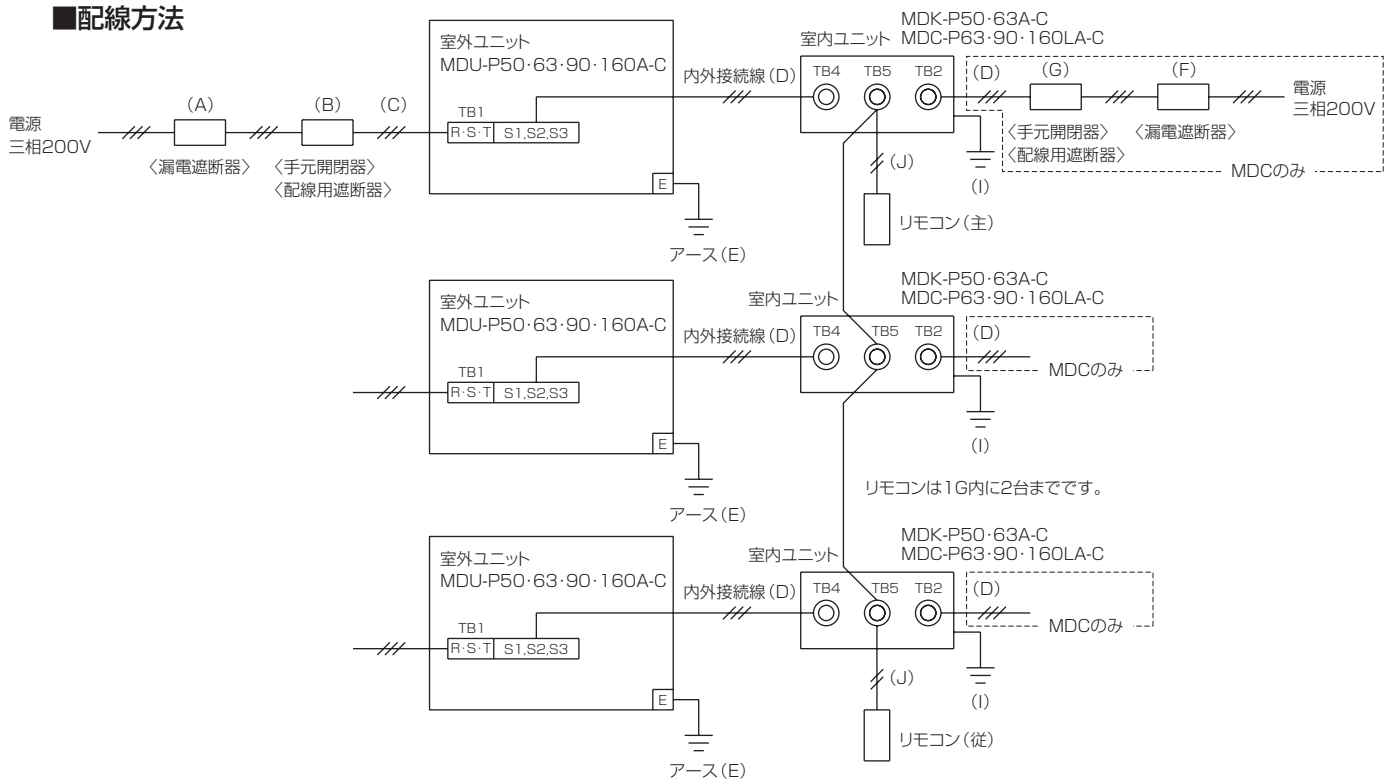 ■配線方法
MDK-P50·63A-C
室内ユニット MDC-P63·90·160LA-C
室外ユニット
MDU-P50·63·90·160A-C
内外接続線(D)
TB4 TB5 TB2
(D) (G) (F)
電源
三相200V
(A) (B) (C)
TB1
R·S·T S1,S2,S3
電源
三相200V
〈漏電遮断器〉
〈手元開閉器〉
〈配線用遮断器〉
〈手元開閉器〉 〈漏電遮断器〉
〈配線用遮断器〉
MDCのみ
(J)
(I)
E
リモコン(主)
アース(E)
MDK-P50·63A-C
室内ユニット MDC-P63·90·160LA-C
室外ユニット
MDU-P50·63·90·160A-C
内外接続線(D)
TB4 TB5 TB2
(D)
MDCのみ
TB1
R·S·T S1,S2,S3
(I)
E
リモコンは1G内に2台までです。
アース(E)
MDK-P50·63A-C
室内ユニット MDC-P63·90·160LA-C
室外ユニット
MDU-P50·63·90·160A-C
内外接続線(D)
TB4 TB5 TB2
(D)
MDCのみ
TB1
R·S·T S1,S2,S3
(J)
(I)
E
リモコン(従)
アース(E)